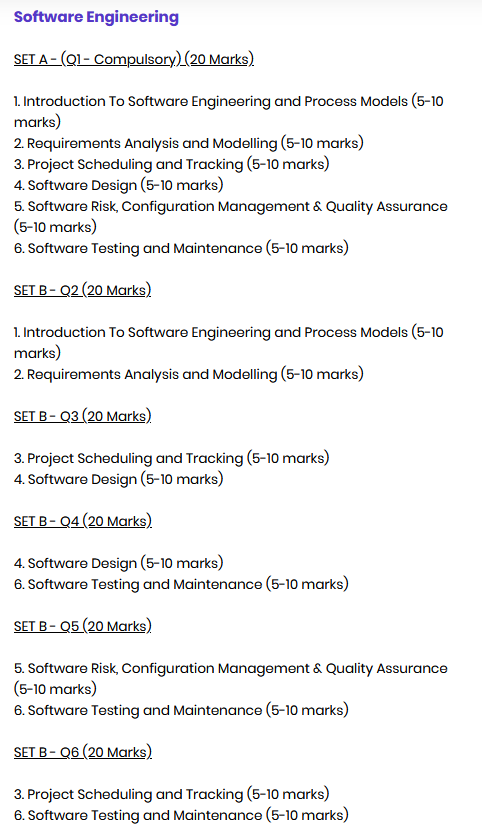 Software Engineering
SET A - (Q1 - Compulsory) (20 Marks)
1. Introduction To Software Engineering and Process Models (5-10
marks)
2. Requirements Analysis and Modelling (5-10 marks)
3. Project Scheduling and Tracking (5-10 marks)
4. Software Design (5-10 marks)
5. Software Risk, Configuration Management & Quality Assurance
(5-10 marks)
6. Software Testing and Maintenance (5-10 marks)
SET B - Q2 (20 Marks)
1. Introduction To Software Engineering and Process Models (5-10
marks)
2. Requirements Analysis and Modelling (5-10 marks)
SET B - Q3 (20 Marks)
3. Project Scheduling and Tracking (5-10 marks)
4. Software Design (5-10 marks)
SET B - Q4 (20 Marks)
4. Software Design (5-10 marks)
6. Software Testing and Maintenance (5-10 marks)
SET B - Q5 (20 Marks)
5. Software Risk, Configuration Management & Quality Assurance
(5-10 marks)
6. Software Testing and Maintenance (5-10 marks)
SET B - Q6 (20 Marks)
3. Project Scheduling and Tracking (5-10 marks)
6. Software Testing and Maintenance (5-10 marks)